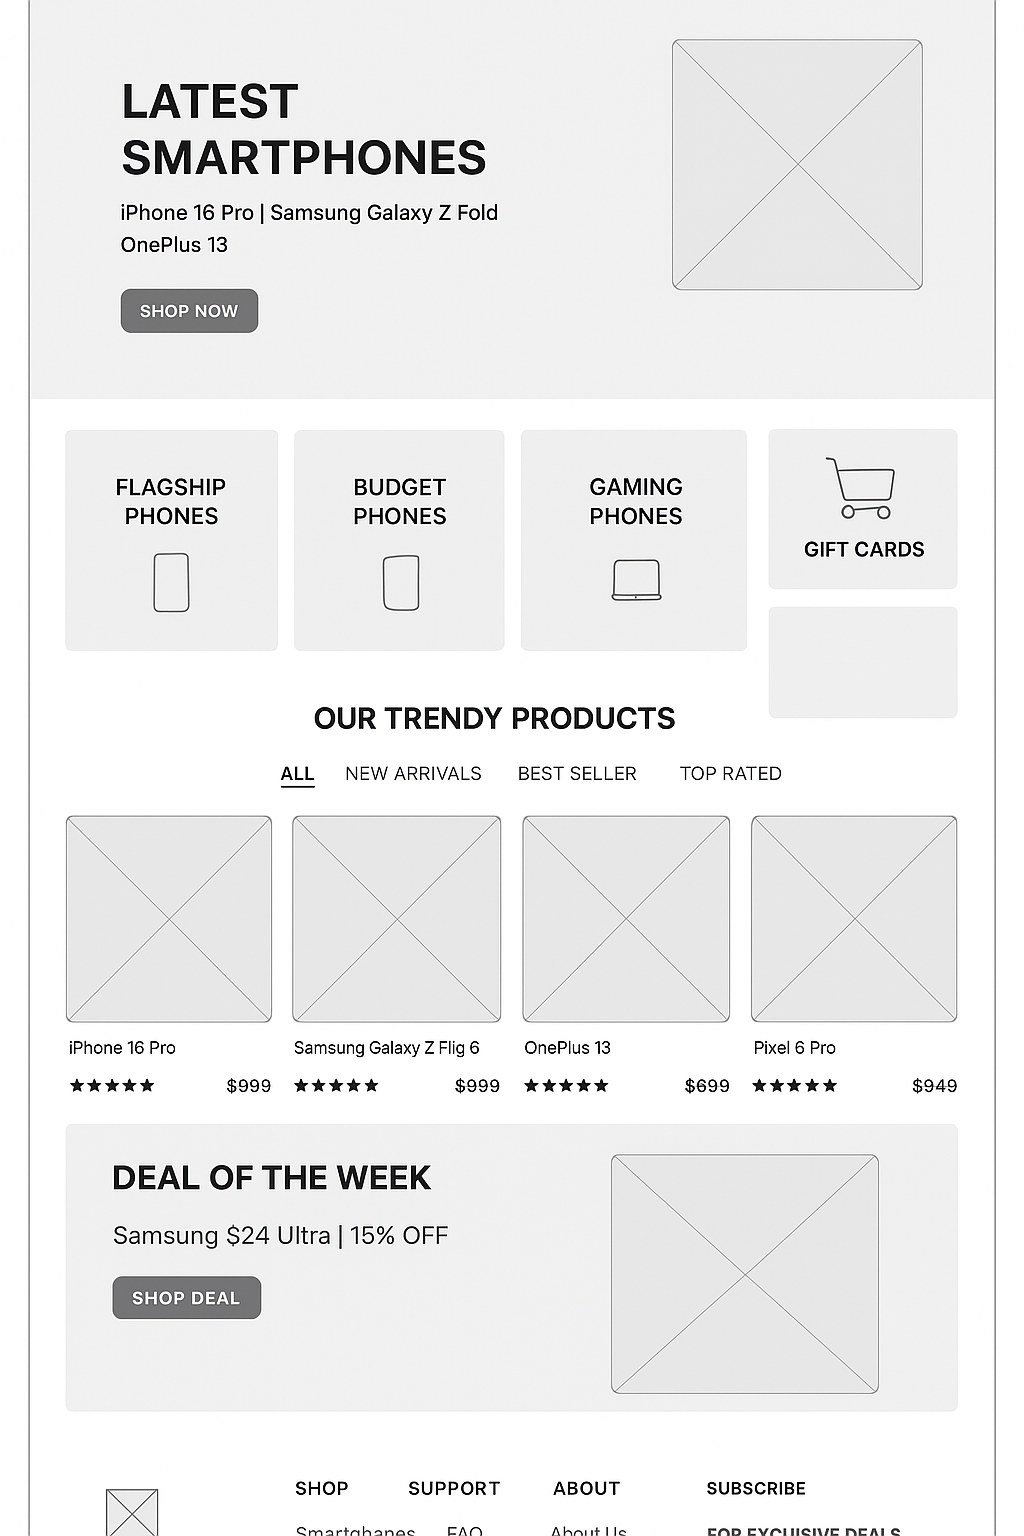 LATEST
SMARTPHONES
iPhone 16 Pro | Samsung Galaxy Z Fold
OnePlus 13
SHOP NOW
FLAGSHIP
PHONES
BUDGET
PHONES
GAMING
PHONES
GIFT CARDS
OUR TRENDY PRODUCTS
ALL NEW ARRIVALS BEST SELLER TOP RATED
iPhone 16 Pro
★★★★★ $999
Samsung Galaxy Z Flig 6
★★★★★ $999
OnePlus 13
★★★★★ $699
Pixel 6 Pro
★★★★★ $949
DEAL OF THE WEEK
Samsung $24 Ultra | 15% OFF
SHOP DEAL
SHOP SUPPORT ABOUT SUBSCRIBE
Smartghanes FAQ About Us FOR EXCUISIVE DEALS